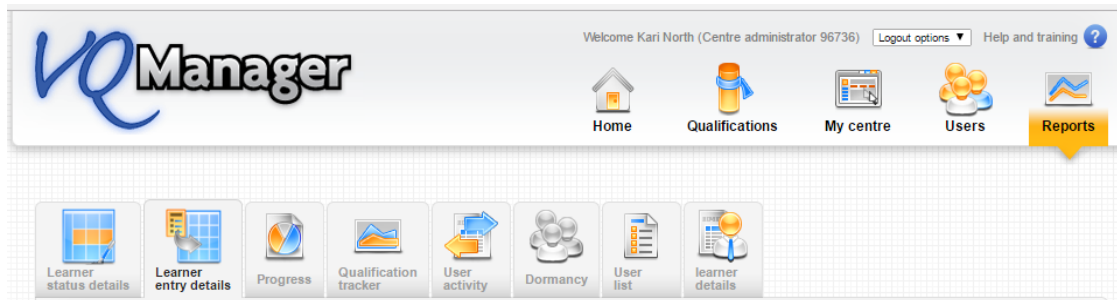 VQManager
Welcome Kari North (Centre administrator 96736) Logout options ▼ Help and training ?
Home Qualifications My centre Users Reports
Learner status details
Learner entry details
Progress
Qualification tracker
User activity
Dormancy
User list
learner details